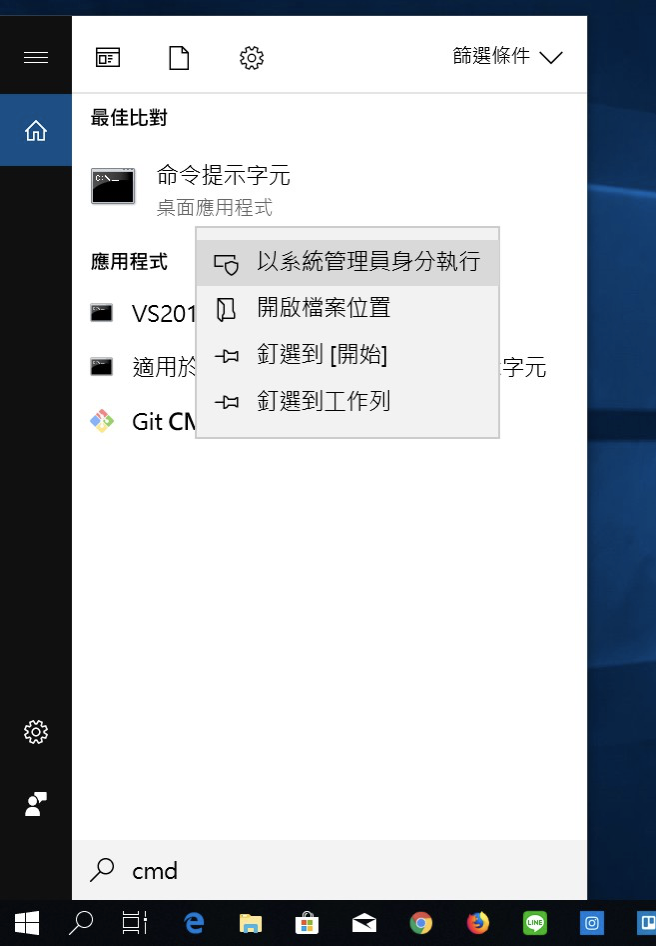 篩選條件
最佳比對
命令提示字元
桌面應用程式
應用程式
以系統管理員身分執行
VS201
開啟檔案位置
適用於
釘選到 [開始]
字元
釘選到工作列
Git CM
cmd
LINE